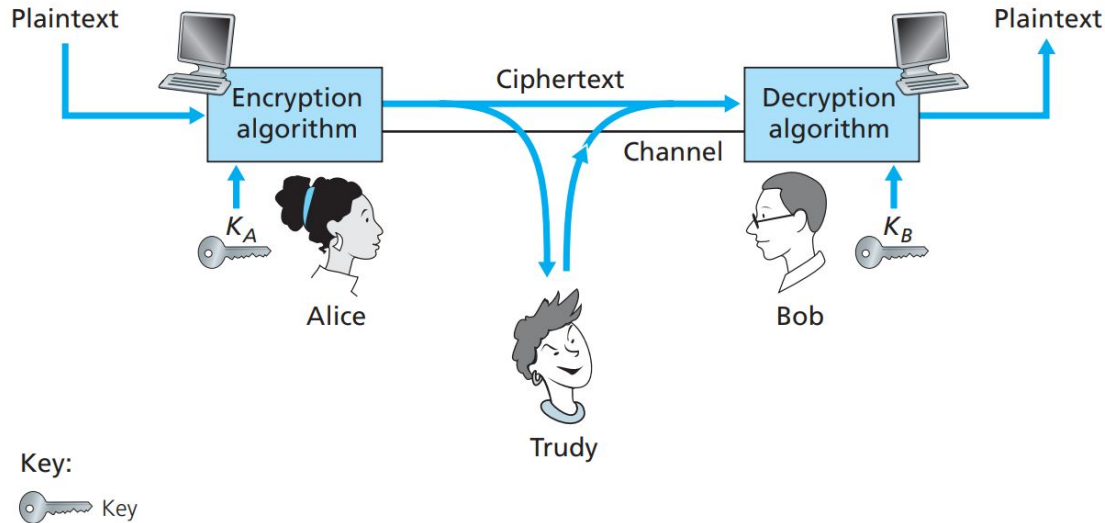 Plaintext
Plaintext
Ciphertext
Encryption
algorithm
Decryption
algorithm
Channel
K_A
K_B
Alice
Bob
Trudy
Key:
Key